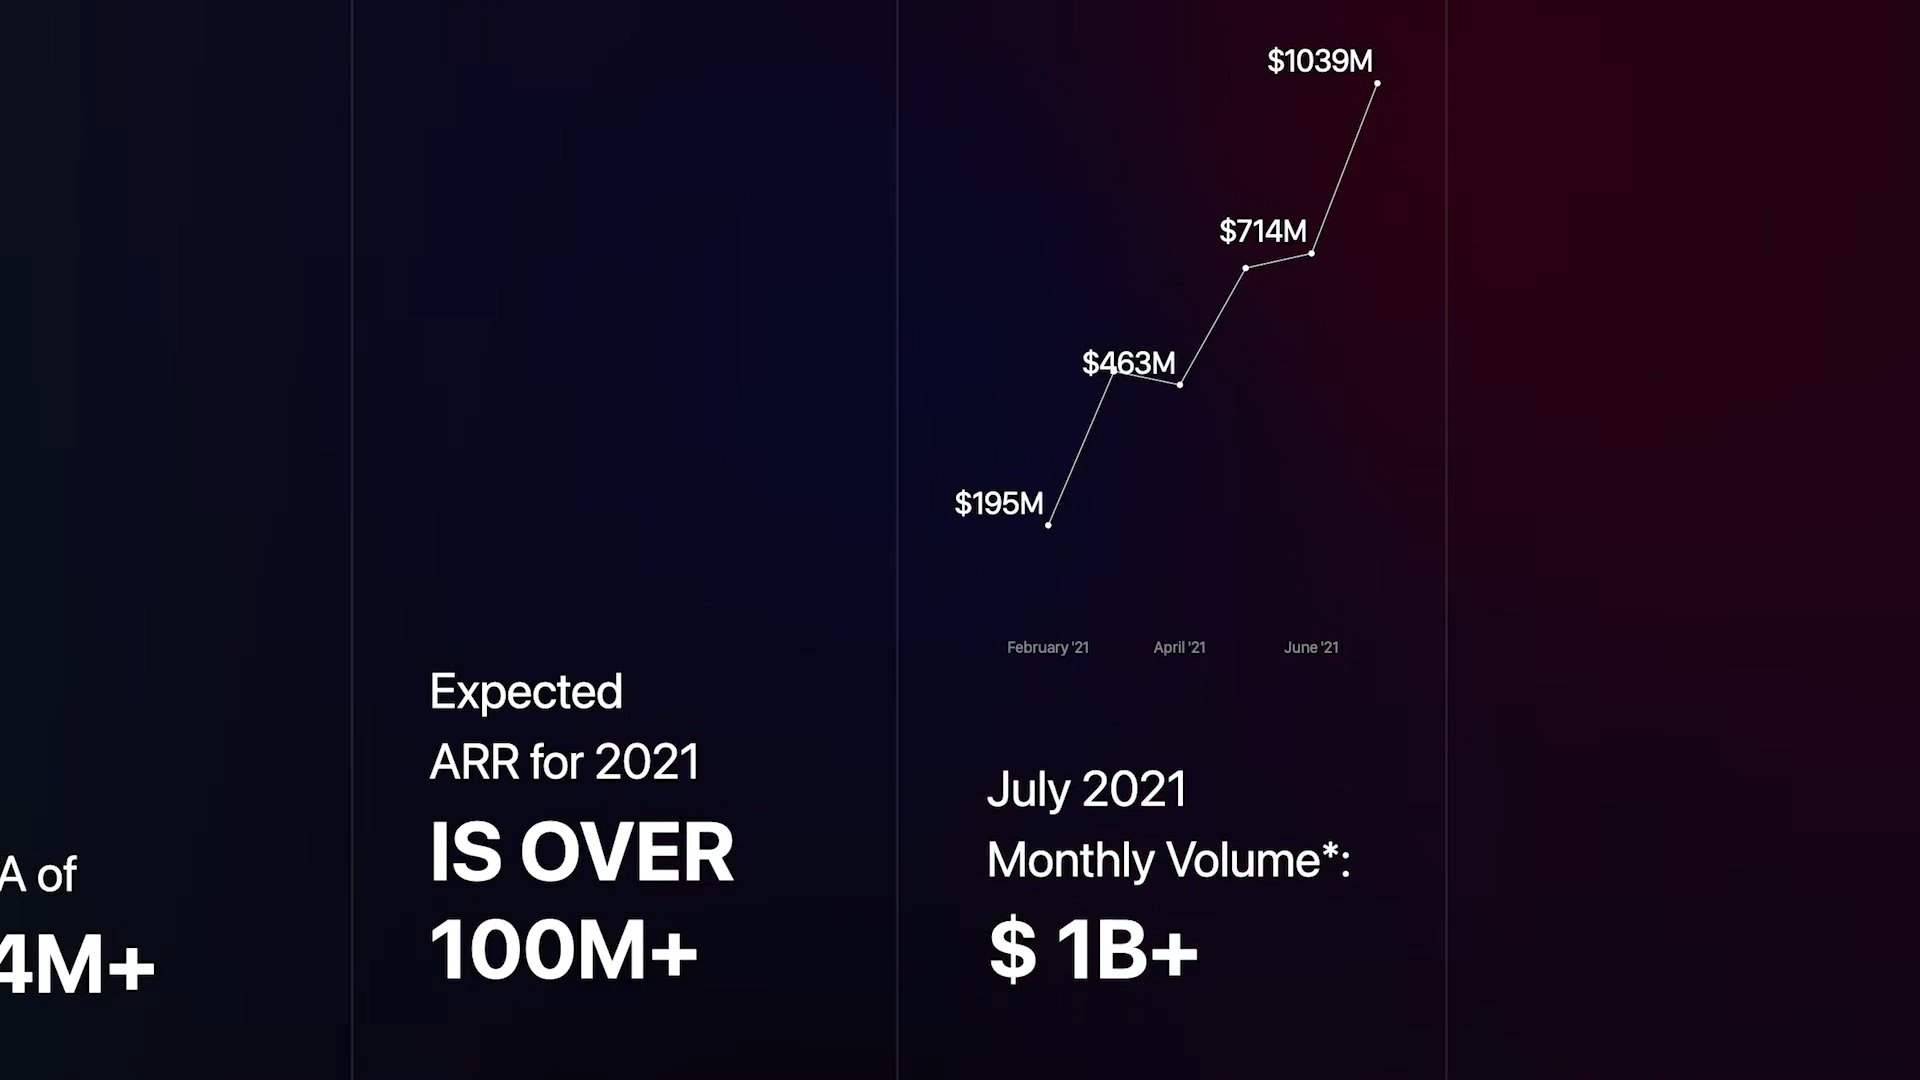 A of
4M+
Expected
ARR for 2021
IS OVER
100M+
$1039M
$714M
$463M
$195M
February '21
April '21
June '21
July 2021
Monthly Volume*:
$ 1B+